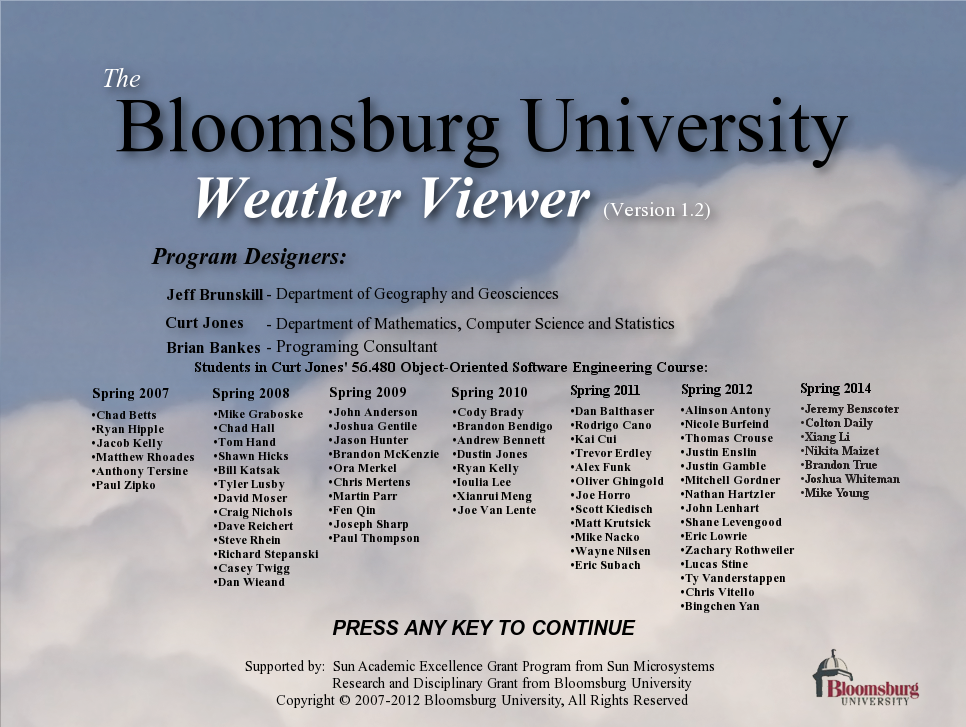 The
Bloomsburg University
Weather Viewer (Version 1.2)
Program Designers:
Jeff Brunskill - Department of Geography and Geosciences
Curt Jones - Department of Mathematics, Computer Science and Statistics
Brian Bankes - Programing Consultant
Students in Curt Jones' 56.480 Object-Oriented Software Engineering Course:
Spring 2007
•Chad Betts
•Ryan Hipple
•Jacob Kelly
•Matthew Rhoades
•Anthony Tersine
•Paul Zipko
Spring 2008
•Mike Graboske
•Chad Hall
•Tom Hand
•Shawn Hicks
•Bill Katsak
•Tyler Lusby
•David Moser
•Craig Nichols
•Dave Reichert
•Steve Rhein
•Richard Stepanski
•Casey Twigg
•Dan Wieand
Spring 2009
•John Anderson
•Joshua Gentile
•Jason Hunter
•Brandon McKenzie
•Ora Merkel
•Chris Mertens
•Martin Parr
•Fen Qin
•Joseph Sharp
•Paul Thompson
Spring 2010
•Cody Brady
•Brandon Bendigo
•Andrew Bennett
•Dustin Jones
•Ryan Kelly
•Ioulia Lee
•Xianrui Meng
•Joe Van Lente
Spring 2011
•Dan Balthaser
•Rodrigo Cano
•Kai Cui
•Trevor Erdley
•Alex Funk
•Oliver Ghingold
•Joe Horro
•Scott Kiedisch
•Matt Krutsick
•Mike Nacko
•Wayne Nilsen
•Eric Subach
Spring 2012
•Alinson Antony
•Nicole Burfeind
•Thomas Crouse
•Justin Enslin
•Justin Gamble
•Mitchell Gordner
•Nathan Hartzler
•John Lenhart
•Shane Levengood
•Eric Lowrie
•Zachary Rothweiler
•Lucas Stine
•Ty Vanderstappen
•Chris Vitello
•Bingchen Yan
Spring 2014
•Jeremy Benscoter
•Colton Daily
•Xiang Li
•Nikita Maizet
•Brandon True
•Joshua Whiteman
•Mike Young
PRESS ANY KEY TO CONTINUE
Supported by: Sun Academic Excellence Grant Program from Sun Microsystems
Research and Disciplinary Grant from Bloomsburg University
Copyright © 2007-2012 Bloomsburg University, All Rights Reserved
Bloomsburg
UNIVERSITY